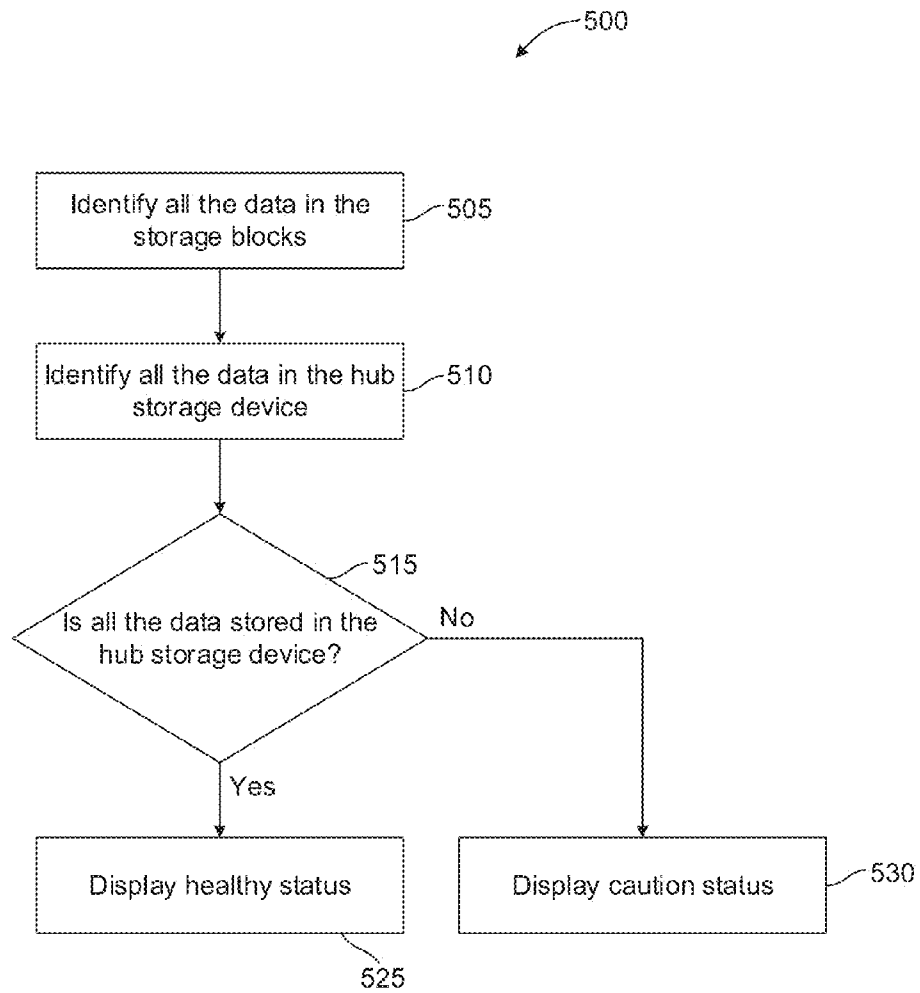 500
Identify all the data in the
storage blocks
505
Identify all the data in the hub
storage device
510
515
Is all the data stored in the
hub storage device?
No
Yes
Display healthy status
525
Display caution status
530